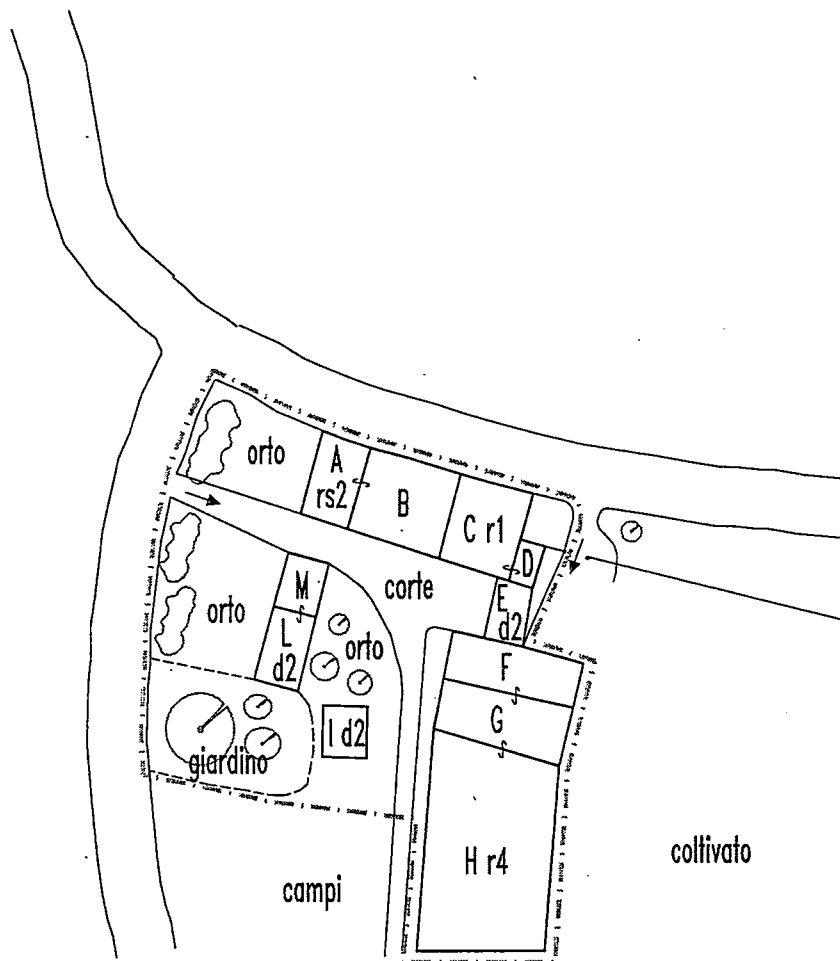 orto
A
rs2
B
C r1
D
E
d2
M
corte
orto
L
d2
orto
F
G
I d2
giardino
H r4
coltivato
campi